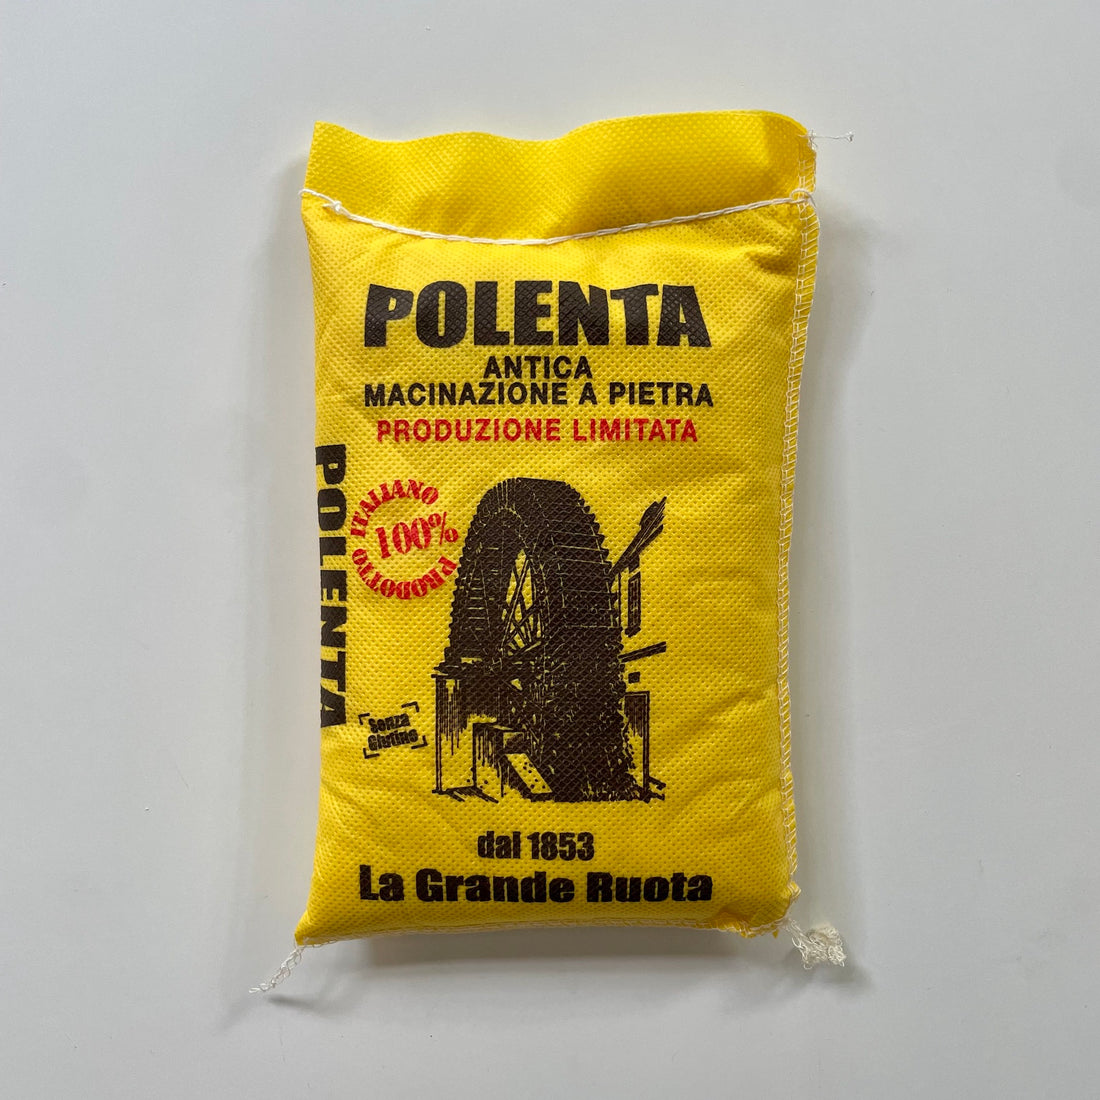 POLENTA
ANTICA
MACINAZIONE A PIETRA
PRODUZIONE LIMITATA
POLENTA
PRODOTTO ITALIANO
100%
Senza
Glutine
dal 1853
La Grande Ruota